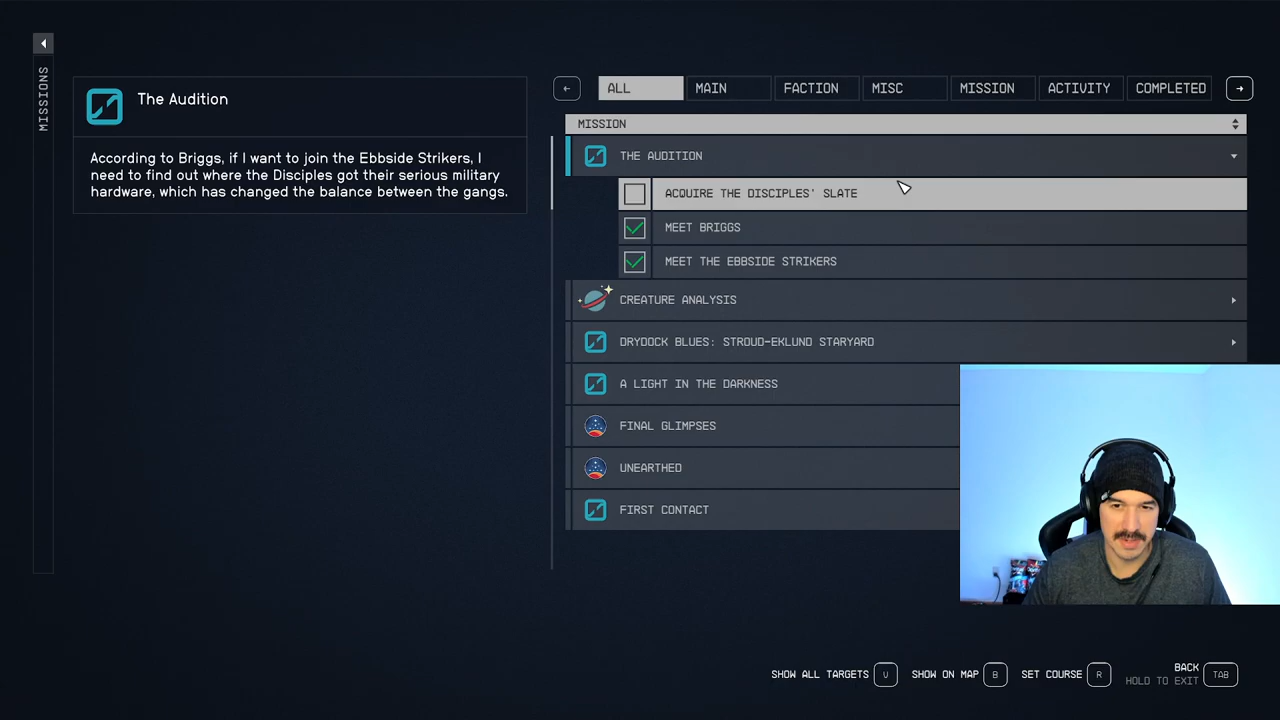 MISSIONS
The Audition
According to Briggs, if I want to join the Ebbside Strikers, I
need to find out where the Disciples got their serious military
hardware, which has changed the balance between the gangs.
ALL
MAIN
FACTION
MISC
MISSION
ACTIVITY
COMPLETED
MISSION
THE AUDITION
ACQUIRE THE DISCIPLES' SLATE
MEET BRIGGS
MEET THE EBBSIDE STRIKERS
CREATURE ANALYSIS
DRYDOCK BLUES: STROUD-EKLUND STARYARD
A LIGHT IN THE DARKNESS
FINAL GLIMPSES
UNEARTHED
FIRST CONTACT
SHOW ALL TARGETS V
SHOW ON MAP B
SET COURSE R
BACK
HOLD TO EXIT
TAB